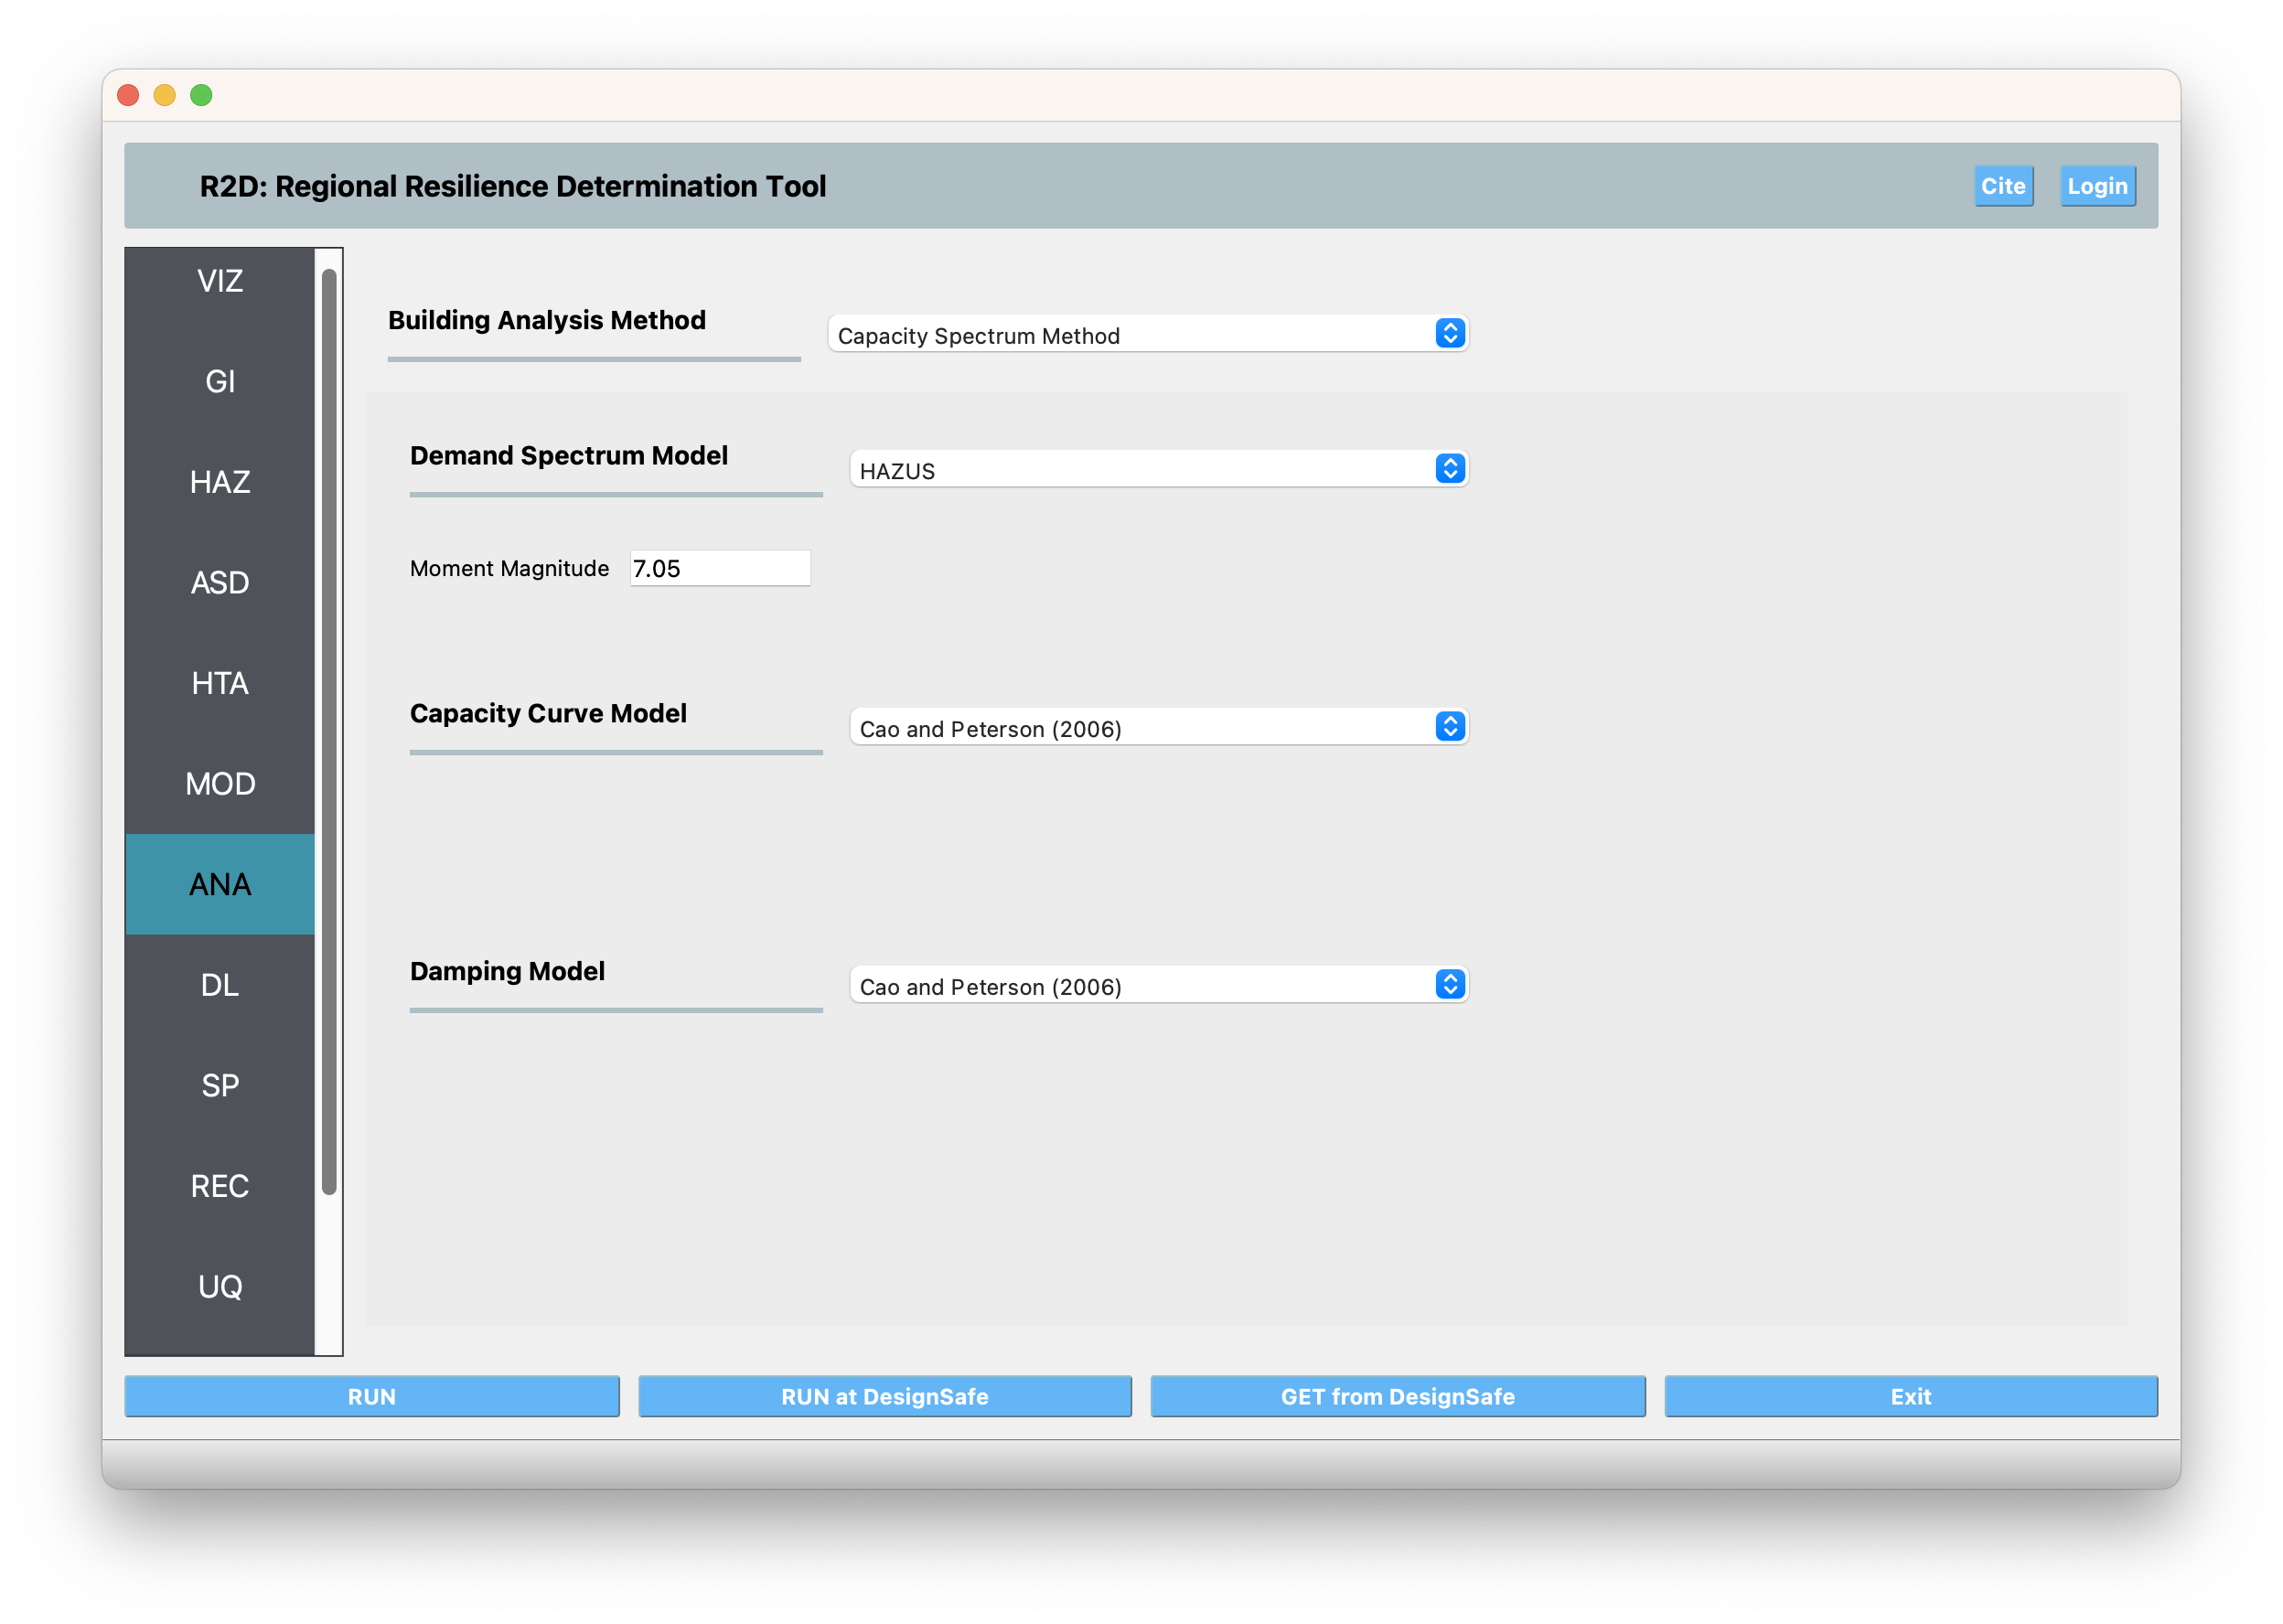 R2D: Regional Resilience Determination Tool
Cite
Login
VIZ
GI
HAZ
ASD
HTA
MOD
ANA
DL
SP
REC
UQ
Building Analysis Method
Capacity Spectrum Method
Demand Spectrum Model
HAZUS
Moment Magnitude
7.05
Capacity Curve Model
Cao and Peterson (2006)
Damping Model
Cao and Peterson (2006)
RUN
RUN at DesignSafe
GET from DesignSafe
Exit